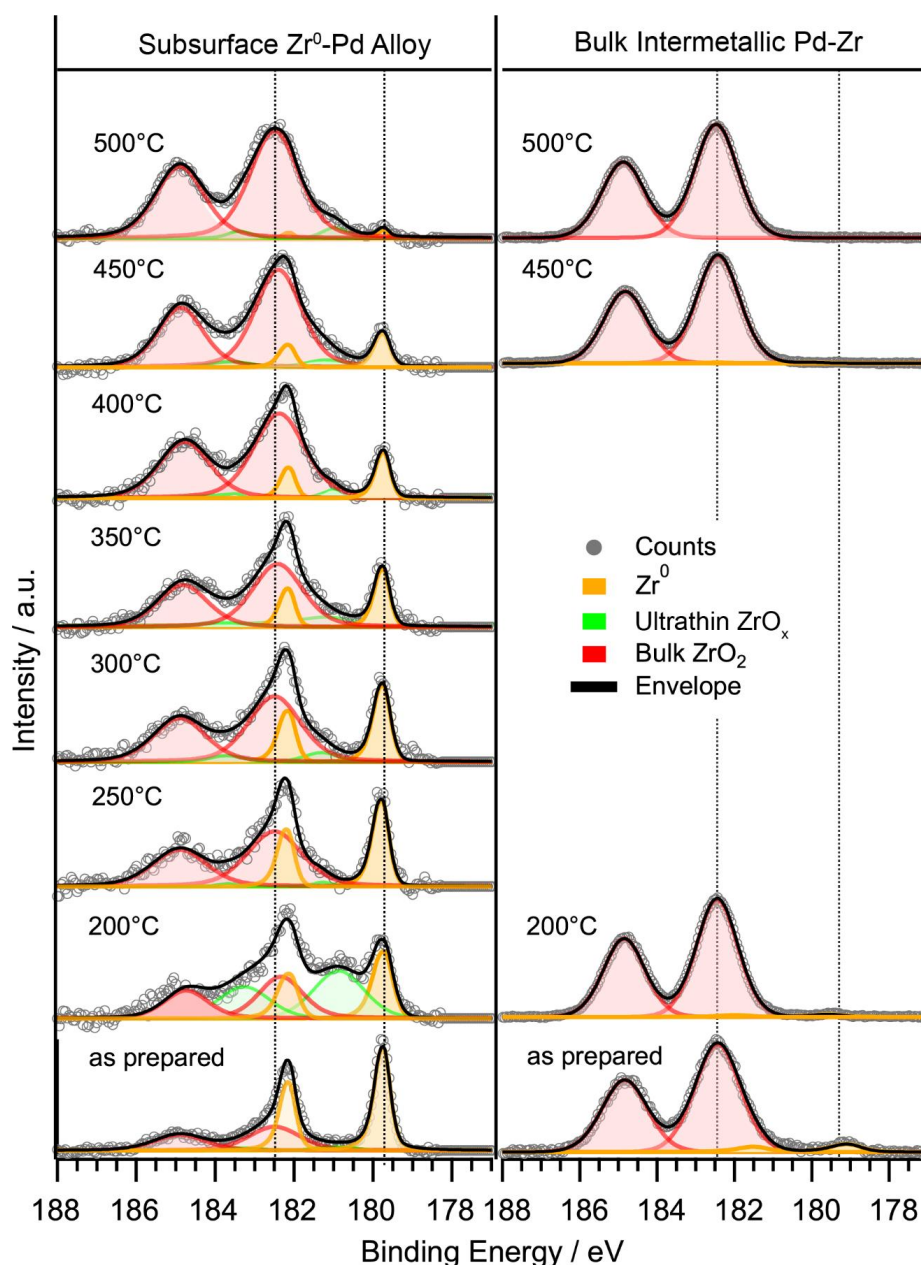 Subsurface Zr⁰-Pd Alloy
Bulk Intermetallic Pd-Zr
500°C
450°C
400°C
350°C
300°C
250°C
200°C
as prepared
500°C
450°C
Counts
Zr⁰
Ultrathin ZrOₓ
Bulk ZrO₂
Envelope
200°C
as prepared
Intensity / a.u.
188 186 184 182 180
188 186 184 182 180 178
Binding Energy / eV